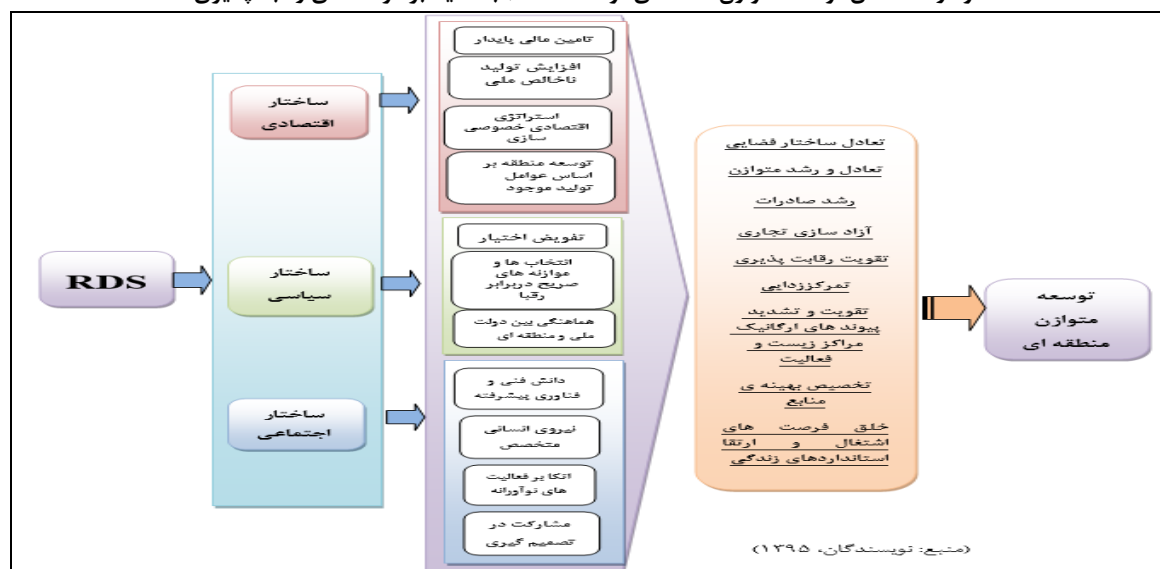 RDS
ساختار
اقتصادی
ساختار
سیاسی
ساختار
اجتماعی
تامین مالی پایدار
افزایش تولید
ناخالص ملی
استراتژی
اقتصادی خصوصی
سازی
توسعه منطقه بر
اساس عوامل
تولید موجود
تفویض اختیار
انتخاب ها و
موازنه های
صریح دربرابر
رقبا
هماهنگی بین دولت
ملی و منطقه ای
دانش فنی و
فناوری پیشرفته
نیروی انسانی
متخصص
اتکا بر فعالیت
های نوآورانه
مشارکت در
تصمیم گیری
تعادل ساختار فضایی
تعادل و رشد متوازن
رشد صادرات
آزاد سازی تجاری
تقویت رقابت پذیری
تمرکززدایی
تقویت و تشدید
پیوند های ارگانیک
مراکز زیست و
فعالیت
تخصیص بهینه ی
منابع
خلق فرصت های
اشتغال و ارتقا
استانداردهای زندگی
توسعه
متوازن
منطقه ای
(منبع: نویسندگان، ۱۳۹۵)